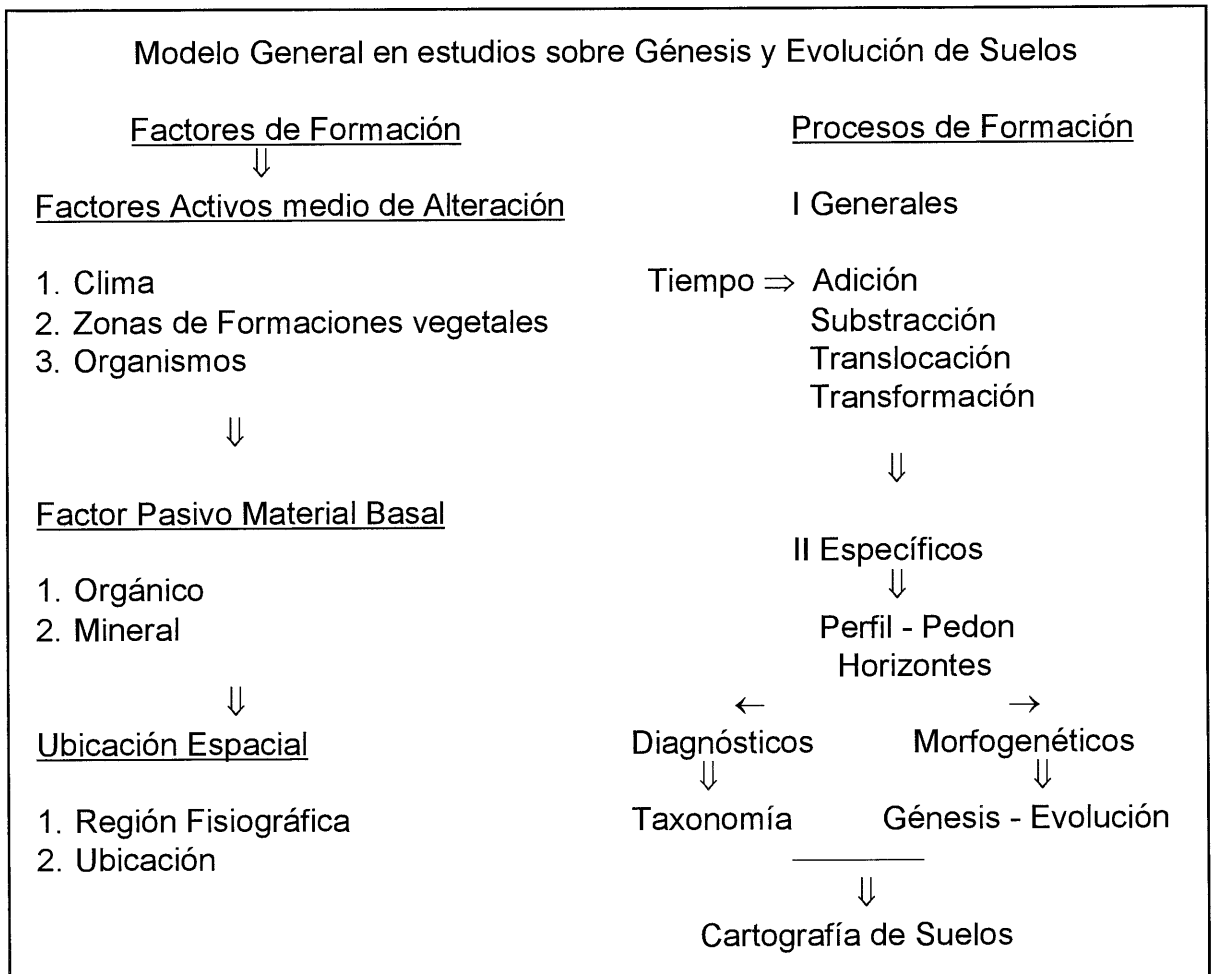 Modelo General en estudios sobre Génesis y Evolución de Suelos
Factores de Formación
⇓
Factores Activos medio de Alteración
1. Clima
2. Zonas de Formaciones vegetales
3. Organismos
⇓
Factor Pasivo Material Basal
1. Orgánico
2. Mineral
⇓
Ubicación Espacial
1. Región Fisiográfica
2. Ubicación
Procesos de Formación
I Generales
Tiempo ⇒ Adición
Substracción
Translocación
Transformación
⇓
II Específicos
⇓
Perfil - Pedon
Horizontes
← →
Diagnósticos Morfogenéticos
⇓ ⇓
Taxonomía Génesis - Evolución
⇓
Cartografía de Suelos